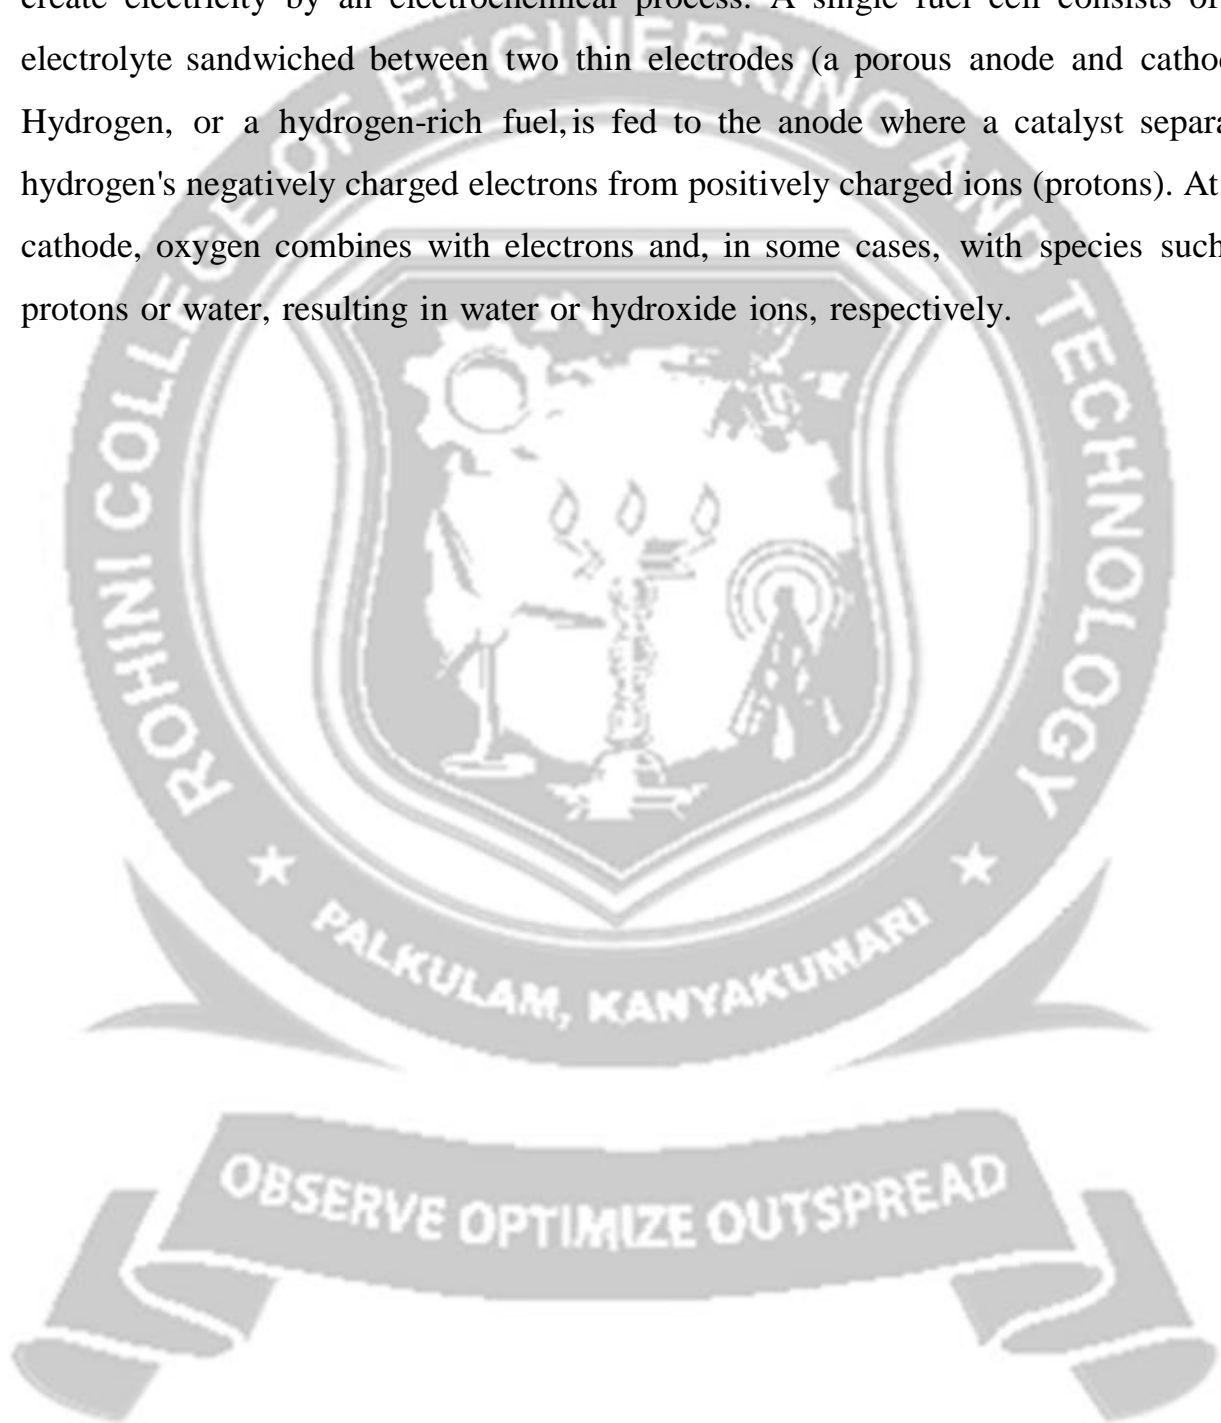 create electricity by an electrochemical process. A single fuel cell consists of
electrolyte sandwiched between two thin electrodes (a porous anode and
Hydrogen, or a hydrogen-rich fuel, is fed to the anode where a catalyst
hydrogen's negatively charged electrons from positively charged ions (protons). At
cathode, oxygen combines with electrons and, in some cases, with species such
protons or water, resulting in water or hydroxide ions, respectively.
ROHINI COLLEGE OF ENGINEERING AND TECHNOLOGY
PALKULAM, KANYAKUMARI
OBSERVE OPTIMIZE OUTSPREAD